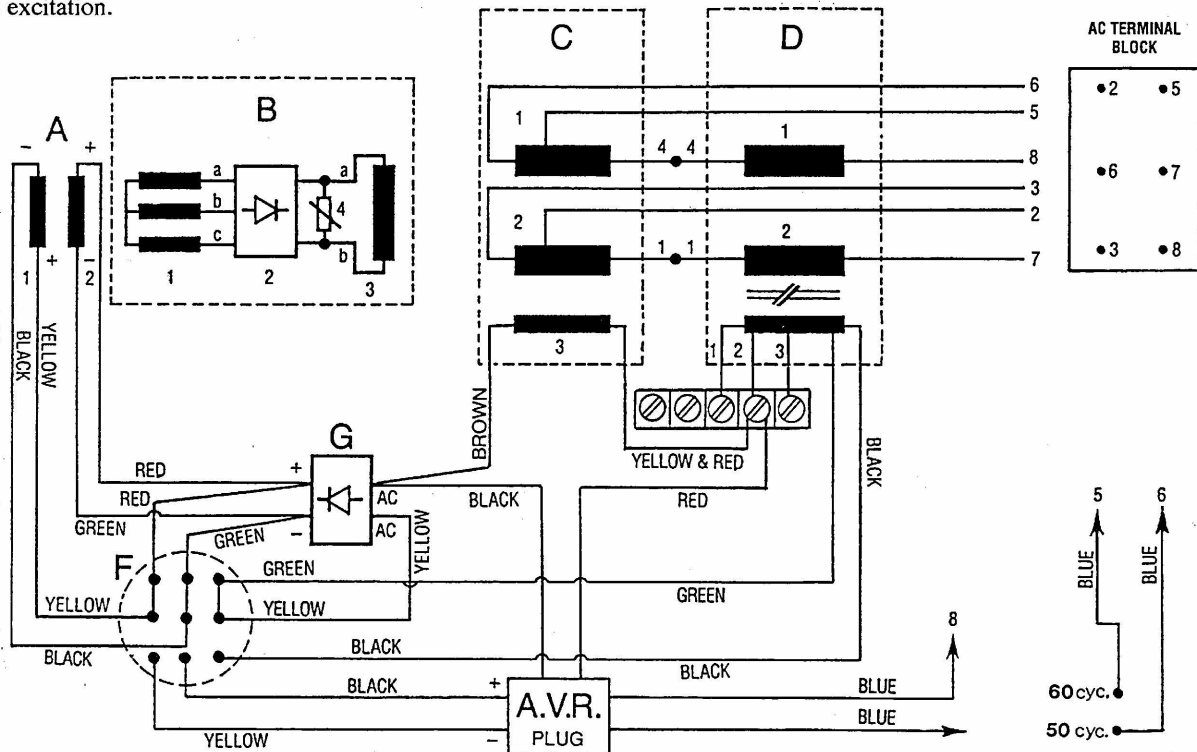 excitation.
C
D
AC TERMINAL
BLOCK
A
B
- +
1
1
4 4
6
5
8
3
2
7
2 5
6 7
3 8
a
b
c
a
4
b
1 2 3
+ -
1 2
BLACK
YELLOW
2
1 1
2
3
1 2 3
BROWN
YELLOW & RED
BLACK
G
RED
RED
+
AC
BLACK
RED
GREEN
GREEN
-
AC
YELLOW
F
GREEN
GREEN
YELLOW
YELLOW
BLACK
BLACK
BLACK
BLACK
YELLOW
+
-
A.V.R.
PLUG
BLUE
BLUE
8
5 6
BLUE
BLUE
60 cyc.
50 cyc.